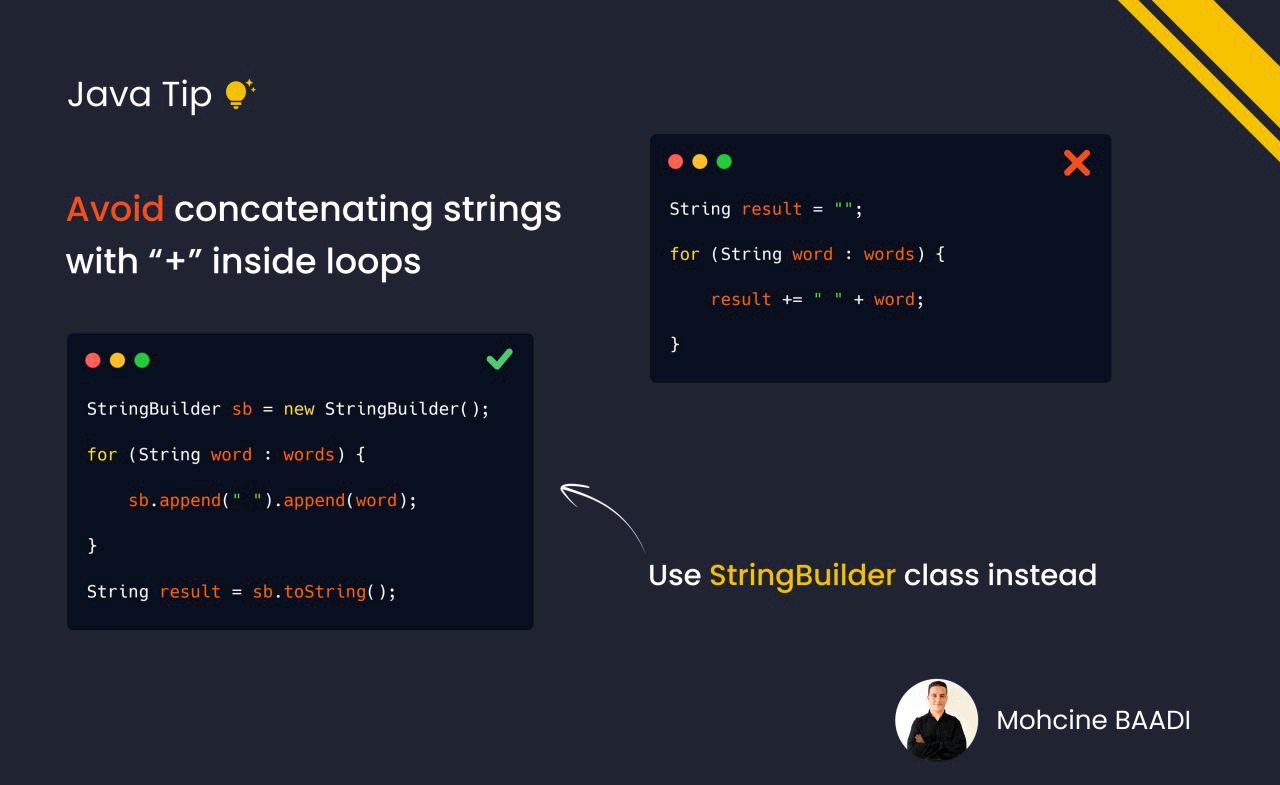 Java Tip
Avoid concatenating strings
with “+” inside loops
String result = "";
for (String word : words) {
    result += " " + word;
}
StringBuilder sb = new StringBuilder();
for (String word : words) {
    sb.append(" ").append(word);
}
String result = sb.toString();
Use StringBuilder class instead
Mohcine BAADI